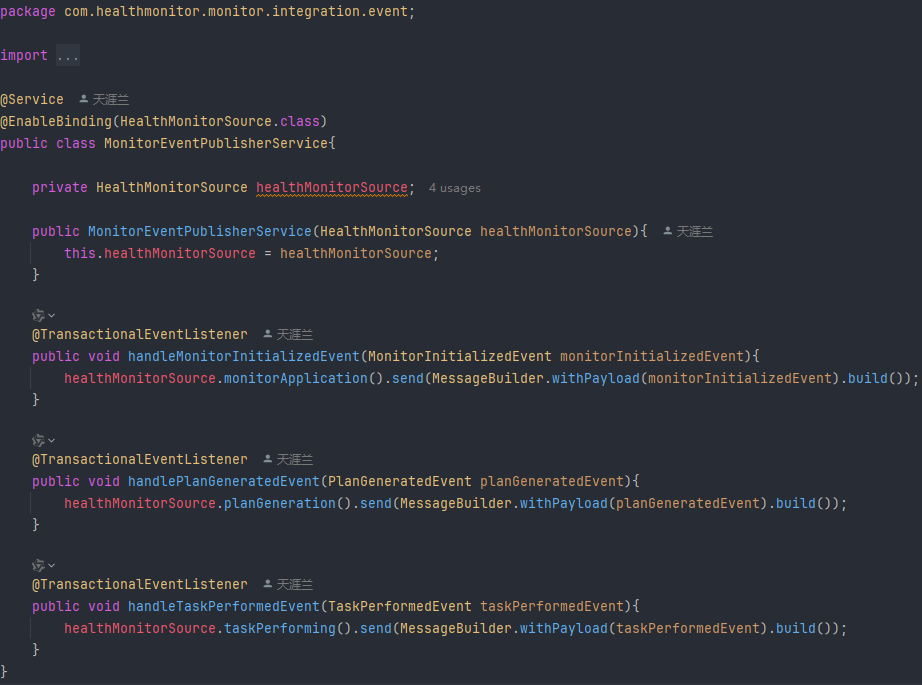 package com.healthmonitor.monitor.integration.event;
import ...
@Service 天涯兰
@EnableBinding(HealthMonitorSource.class)
public class MonitorEventPublisherService{
private HealthMonitorSource healthMonitorSource; 4 usages
public MonitorEventPublisherService(HealthMonitorSource healthMonitorSource){ 天涯兰
this.healthMonitorSource = healthMonitorSource;
}
@TransactionalEventListener 天涯兰
public void handleMonitorInitializedEvent(MonitorInitializedEvent monitorInitializedEvent){
healthMonitorSource.monitorApplication().send(MessageBuilder.withPayload(monitorInitializedEvent).build());
}
@TransactionalEventListener 天涯兰
public void handlePlanGeneratedEvent(PlanGeneratedEvent planGeneratedEvent){
healthMonitorSource.planGeneration().send(MessageBuilder.withPayload(planGeneratedEvent).build());
}
@TransactionalEventListener 天涯兰
public void handleTaskPerformedEvent(TaskPerformedEvent taskPerformedEvent){
healthMonitorSource.taskPerforming().send(MessageBuilder.withPayload(taskPerformedEvent).build());
}
}